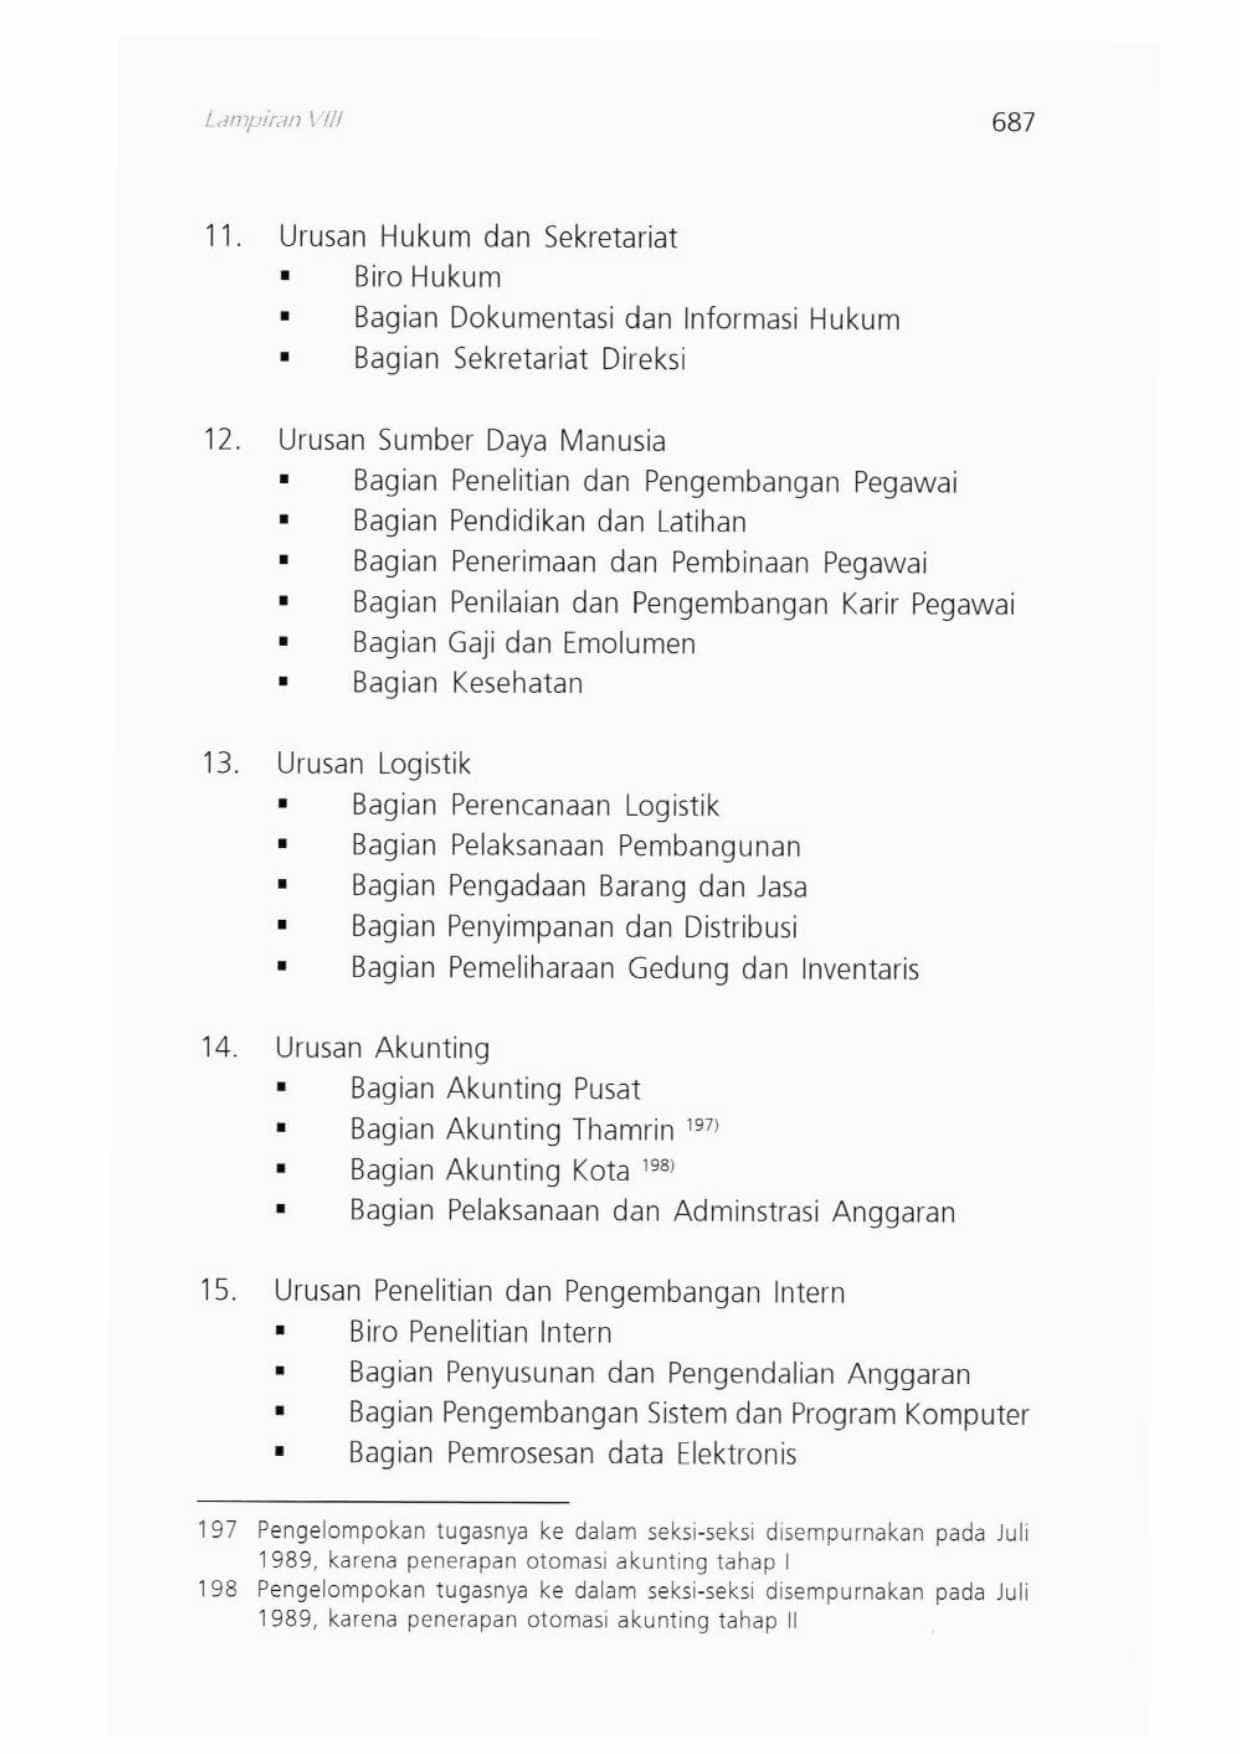 Lampiran VIII
687
11. Urusan Hukum dan Sekretariat
▪ Biro Hukum
▪ Bagian Dokumentasi dan Informasi Hukum
▪ Bagian Sekretariat Direksi
12. Urusan Sumber Daya Manusia
▪ Bagian Penelitian dan Pengembangan Pegawai
▪ Bagian Pendidikan dan Latihan
▪ Bagian Penerimaan dan Pembinaan Pegawai
▪ Bagian Penilaian dan Pengembangan Karir Pegawai
▪ Bagian Gaji dan Emolumen
▪ Bagian Kesehatan
13. Urusan Logistik
▪ Bagian Perencanaan Logistik
▪ Bagian Pelaksanaan Pembangunan
▪ Bagian Pengadaan Barang dan Jasa
▪ Bagian Penyimpanan dan Distribusi
▪ Bagian Pemeliharaan Gedung dan Inventaris
14. Urusan Akunting
▪ Bagian Akunting Pusat
▪ Bagian Akunting Thamrin 197)
▪ Bagian Akunting Kota 198)
▪ Bagian Pelaksanaan dan Adminstrasi Anggaran
15. Urusan Penelitian dan Pengembangan Intern
▪ Biro Penelitian Intern
▪ Bagian Penyusunan dan Pengendalian Anggaran
▪ Bagian Pengembangan Sistem dan Program Komputer
▪ Bagian Pemrosesan data Elektronis
197 Pengelompokan tugasnya ke dalam seksi-seksi disempurnakan pada Juli
1989, karena penerapan otomasi akunting tahap I
198 Pengelompokan tugasnya ke dalam seksi-seksi disempurnakan pada Juli
1989, karena penerapan otomasi akunting tahap II